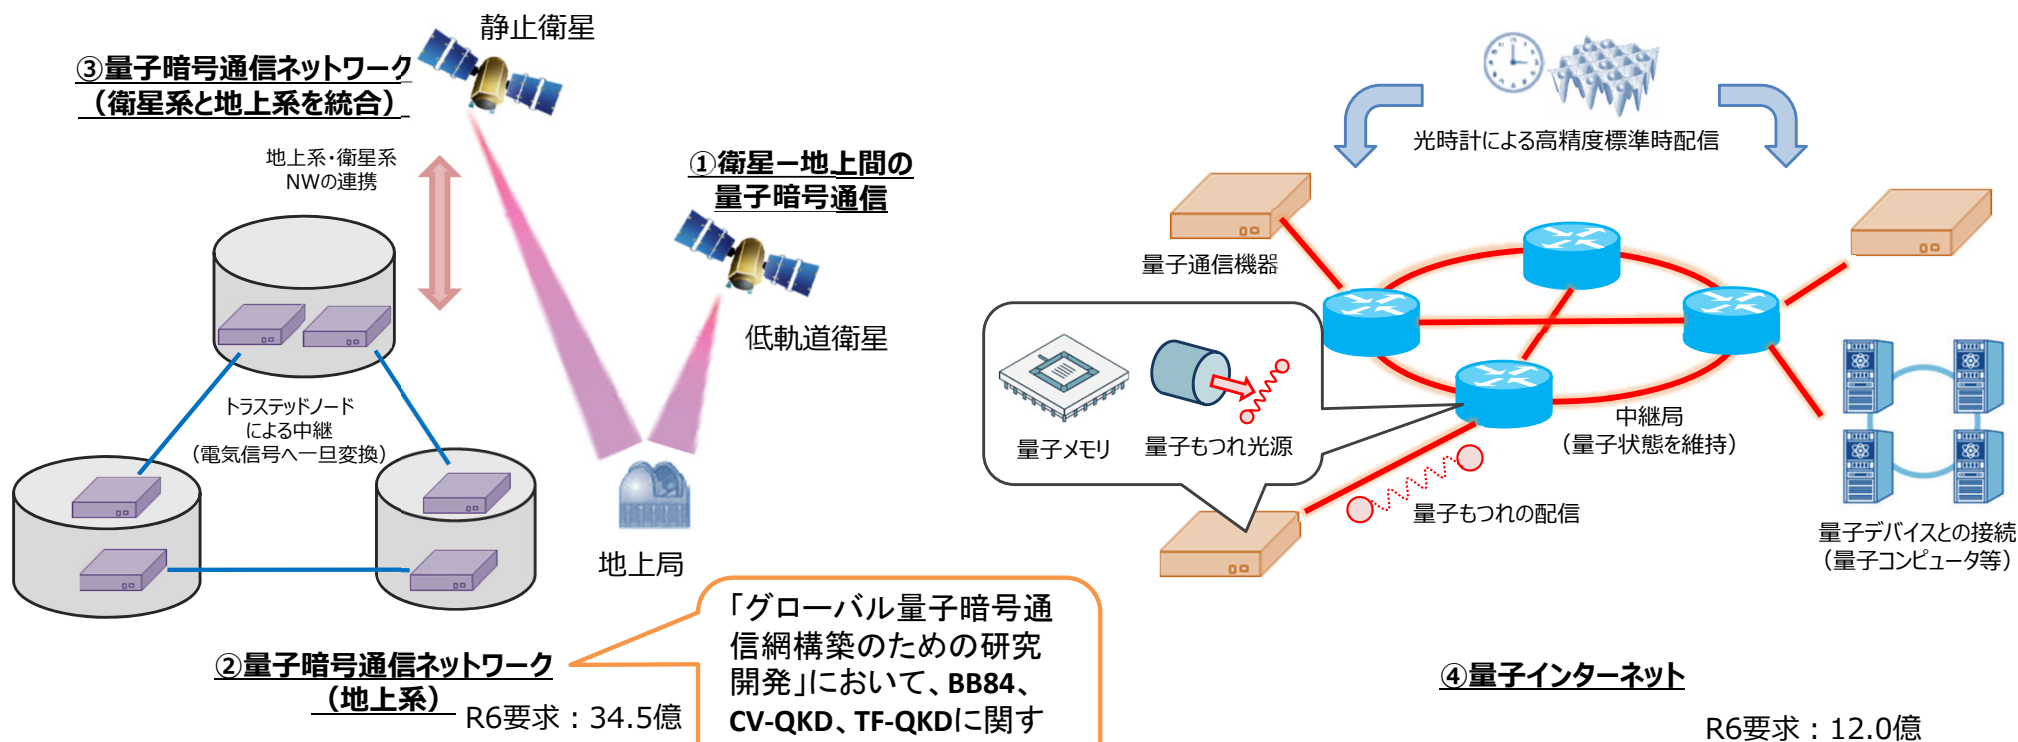 静止衛星
③量子暗号通信ネットワーク
（衛星系と地上系を統合）
地上系・衛星系
NWの連携
①衛星ー地上間の
量子暗号通信
低軌道衛星
トラステッドノード
による中継
（電気信号へ一旦変換）
地上局
②量子暗号通信ネットワーク
（地上系）
R6要求：34.5億
「グローバル量子暗号通
信網構築のための研究
開発」において、BB84、
CV-QKD、TF-QKDに関す
光時計による高精度標準時配信
量子通信機器
量子メモリ
量子もつれ光源
中継局
（量子状態を維持）
量子もつれの配信
量子デバイスとの接続
（量子コンピュータ等）
④量子インターネット
R6要求：12.0億